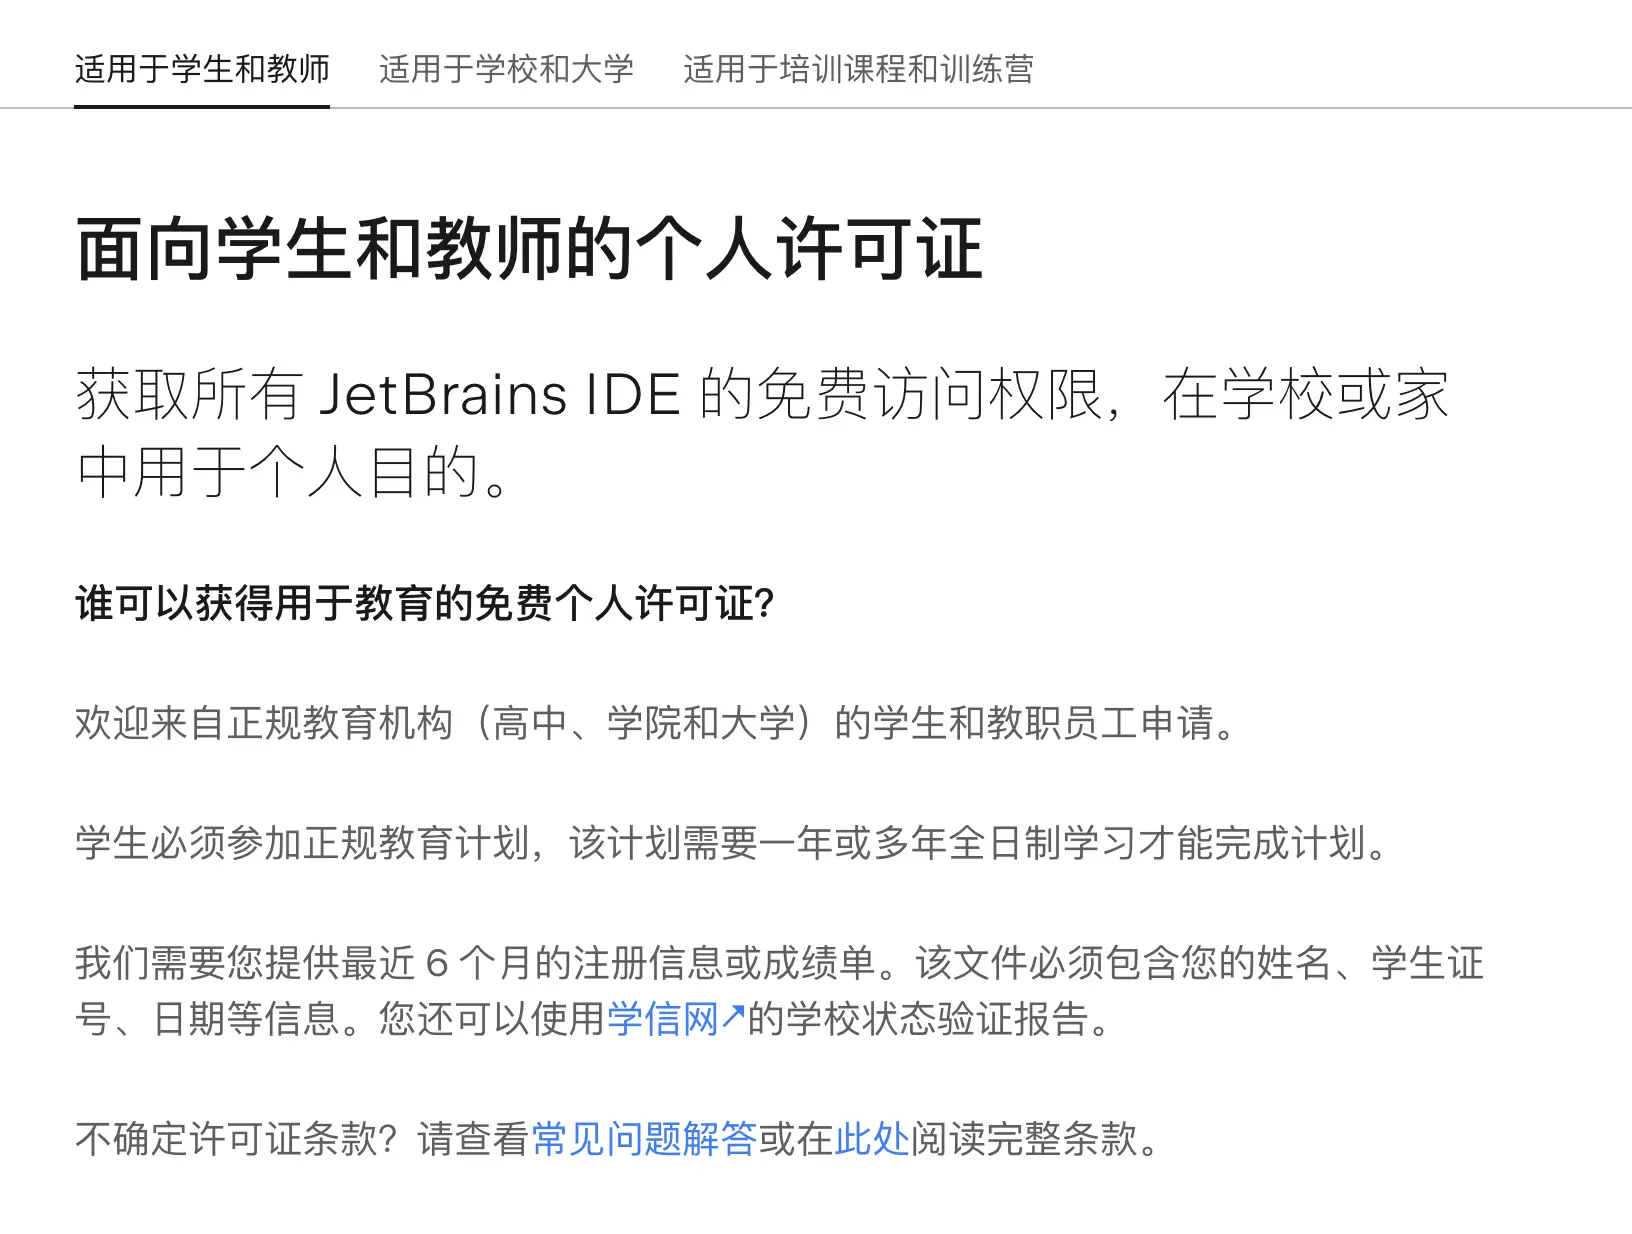 适用于学生和教师 适用于学校和大学 适用于培训课程和训练营
面向学生和教师的个人许可证
获取所有 JetBrains IDE 的免费访问权限，在学校或家
中用于个人目的。
谁可以获得用于教育的免费个人许可证？
欢迎来自正规教育机构（高中、学院和大学）的学生和教职员工申请。
学生必须参加正规教育计划，该计划需要一年或多年全日制学习才能完成计划。
我们需要您提供最近 6 个月的注册信息或成绩单。该文件必须包含您的姓名、学生证
号、日期等信息。您还可以使用学信网↗的学校状态验证报告。
不确定许可证条款？请查看常见问题解答或在此处阅读完整条款。